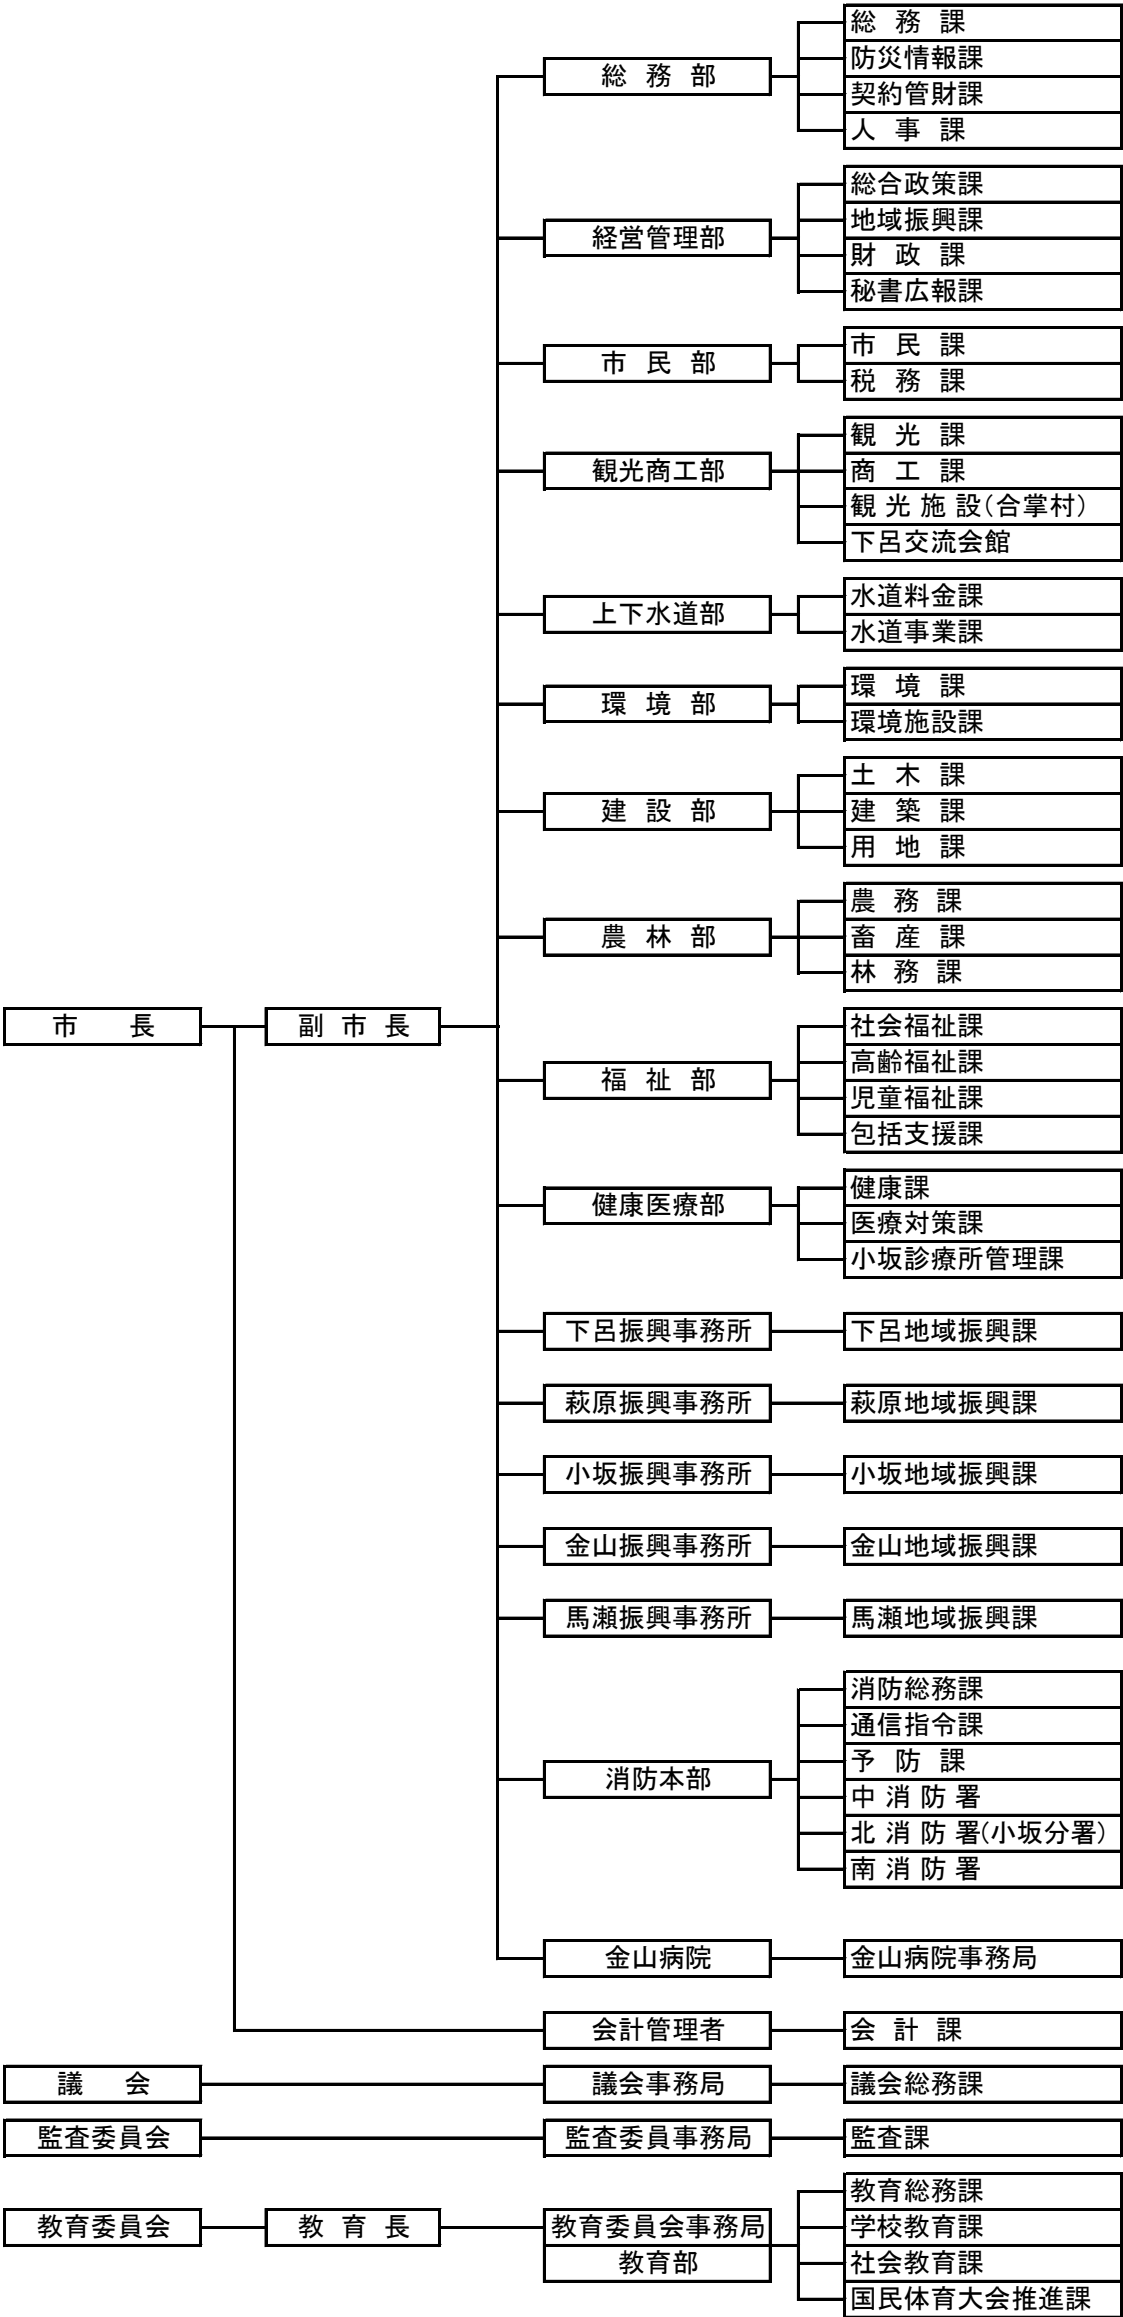 総務部
総務課
防災情報課
契約管財課
人事課
経営管理部
総合政策課
地域振興課
財政課
秘書広報課
市民部
市民課
税務課
観光商工部
観光課
商工課
観光施設(合掌村)
下呂交流会館
上下水道部
水道料金課
水道事業課
環境部
環境課
環境施設課
建設部
土木課
建築課
用地課
農林部
農務課
畜産課
林務課
市長
副市長
福祉部
社会福祉課
高齢福祉課
児童福祉課
包括支援課
健康医療部
健康課
医療対策課
小坂診療所管理課
下呂振興事務所
下呂地域振興課
萩原振興事務所
萩原地域振興課
小坂振興事務所
小坂地域振興課
金山振興事務所
金山地域振興課
馬瀬振興事務所
馬瀬地域振興課
消防本部
消防総務課
通信指令課
予防課
中消防署
北消防署(小坂分署)
南消防署
金山病院
金山病院事務局
会計管理者
会計課
議会
議会事務局
議会総務課
監査委員会
監査委員事務局
監査課
教育委員会
教育長
教育委員会事務局
教育部
教育総務課
学校教育課
社会教育課
国民体育大会推進課